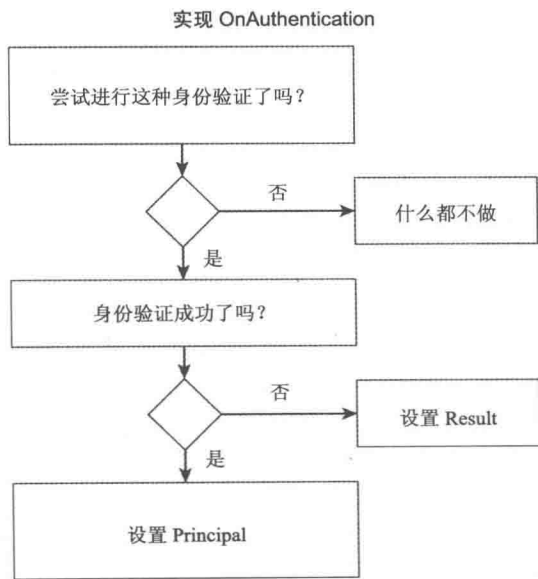 实现 OnAuthentication
尝试进行这种身份验证了吗？
否
什么都不做
是
身份验证成功了吗？
否
设置 Result
是
设置 Principal